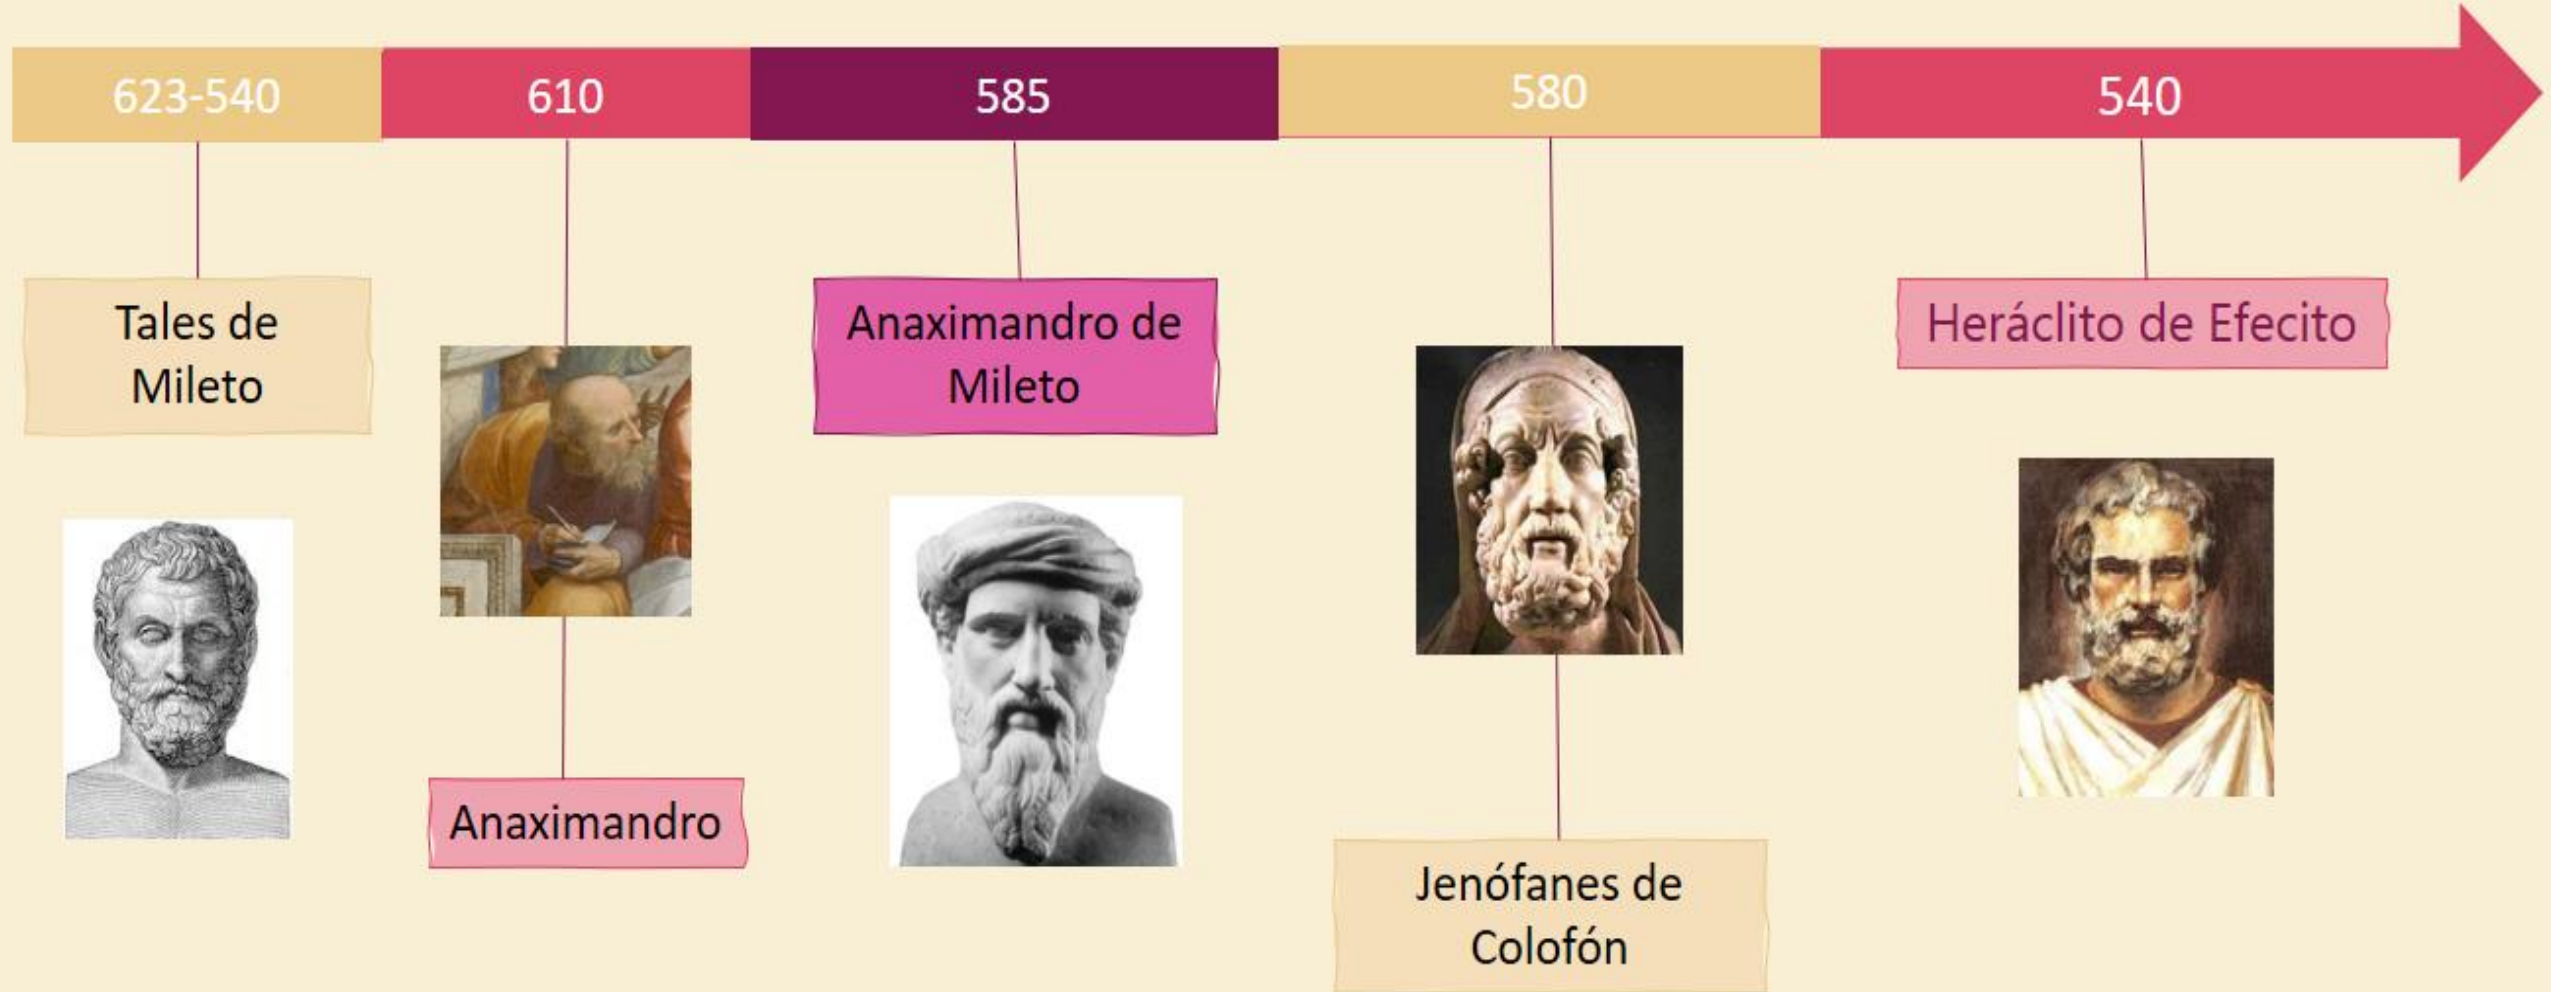 623-540
610
585
580
540
Tales de
Mileto
Anaximandro
Anaximandro de
Mileto
Jenófanes de
Colofón
Heráclito de Efecito